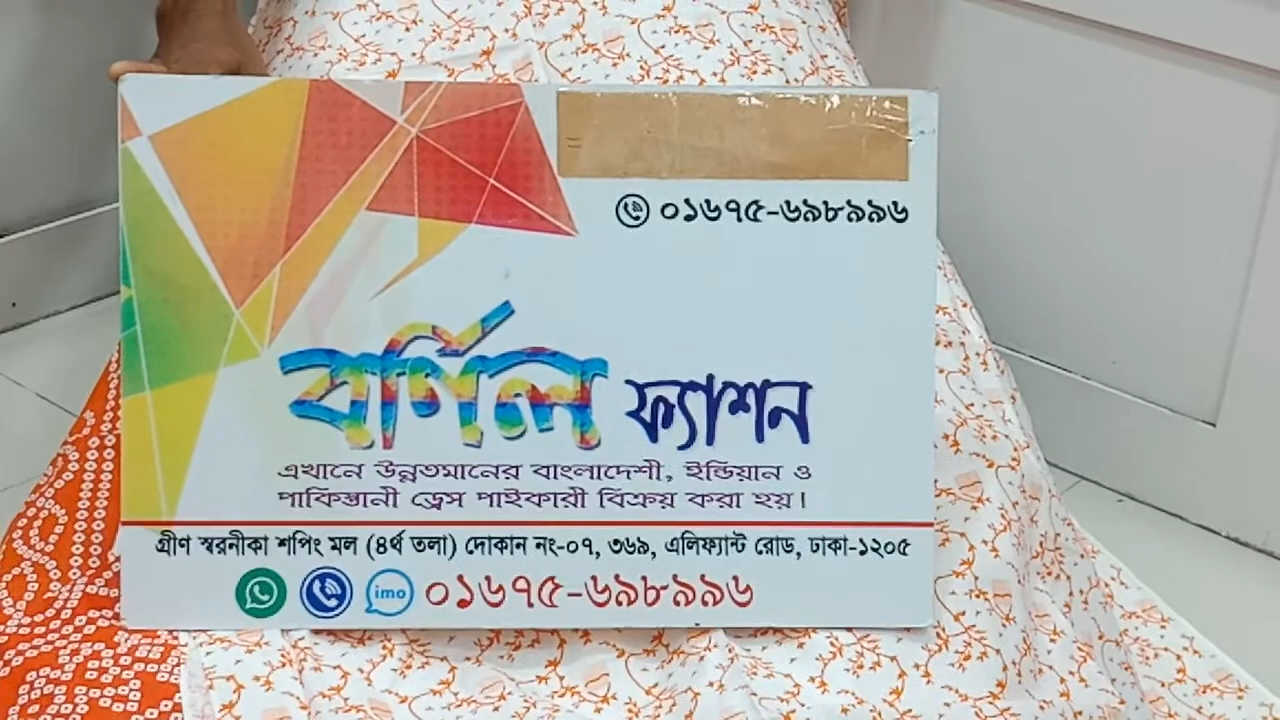 ০১৬৭৫-৬৯৮৯৯৬
বর্ণিল ফ্যাশন
এখানে উন্নতমানের বাংলাদেশী, ইন্ডিয়ান ও
পাকিস্তানী ড্রেস পাইকারী বিক্রয় করা হয়।
গ্রীণ স্বরনীকা শপিং মল (৪র্থ তলা) দোকান নং-০৭, ৩৬৯, এলিফ্যান্ট রোড, ঢাকা-১২০৫
imo ০১৬৭৫-৬৯৮৯৯৬